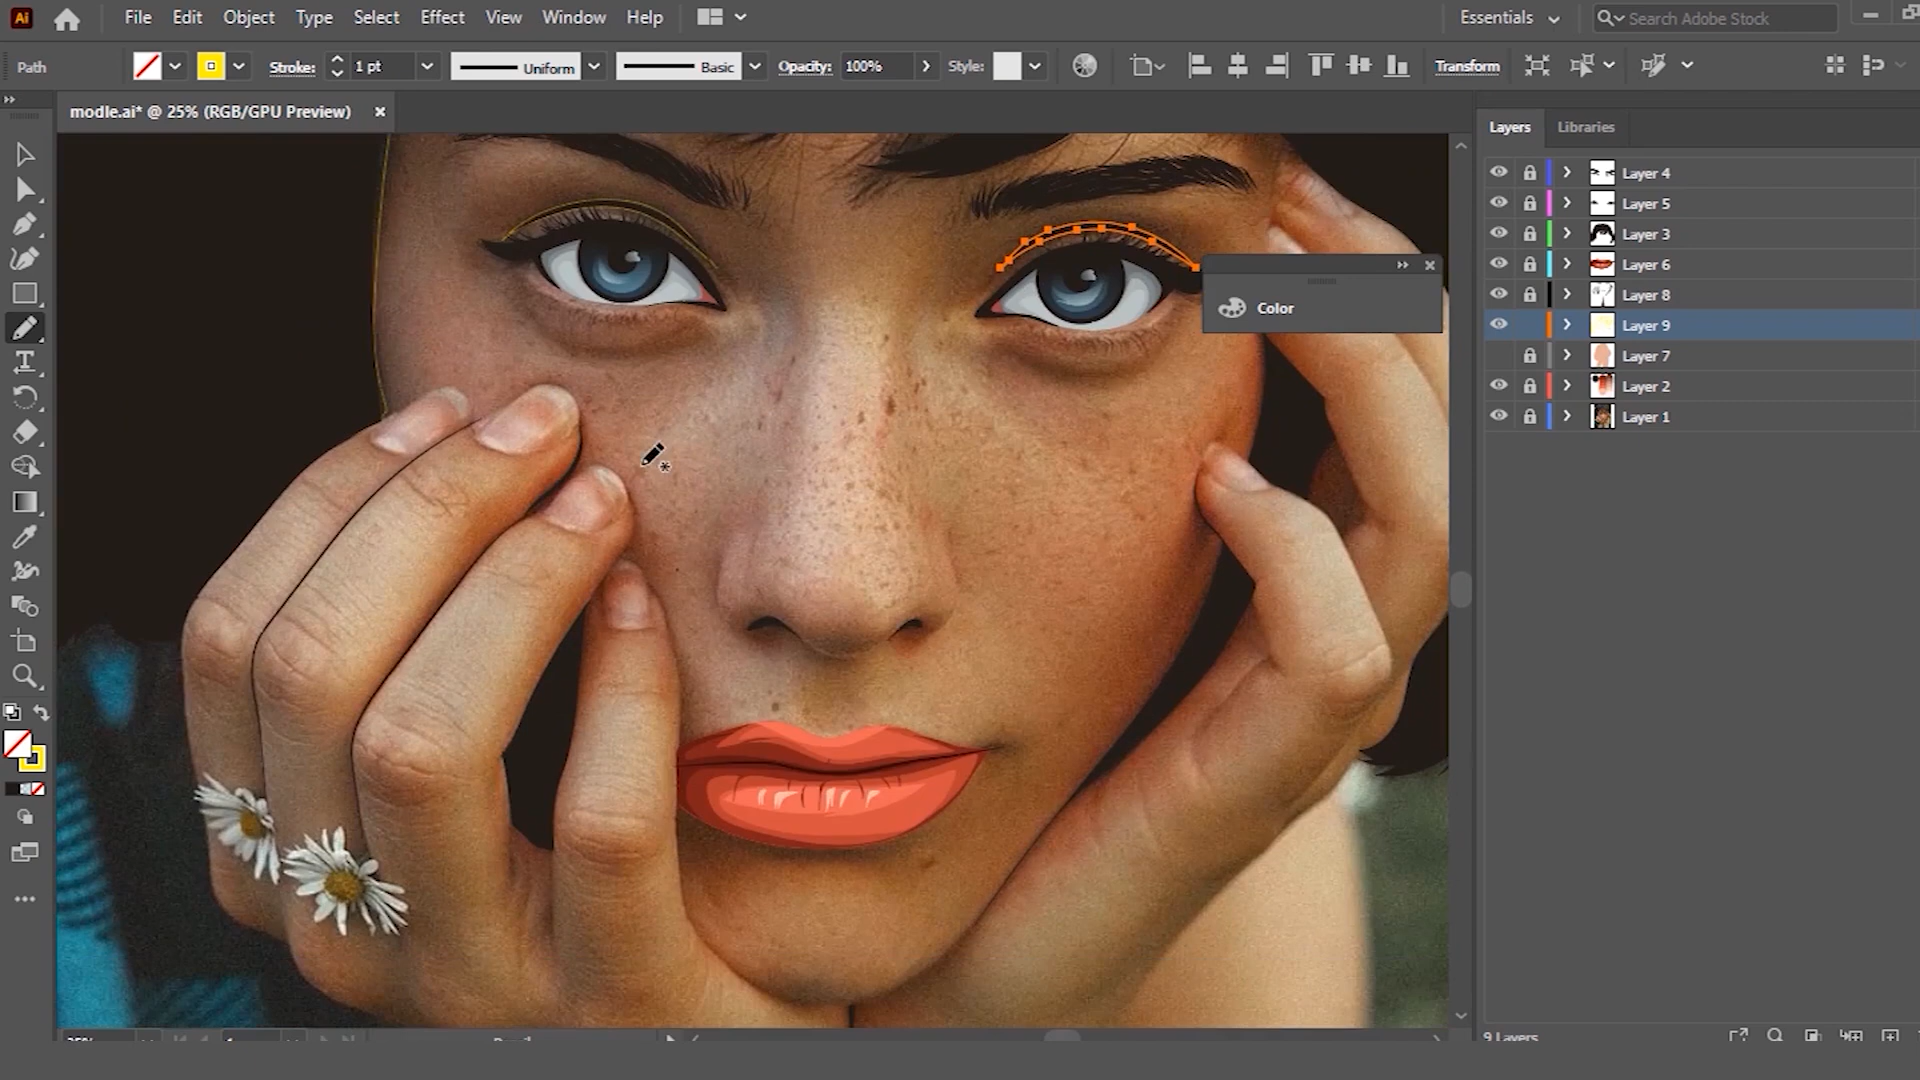 Ai File Edit Object Type Select Effect View Window Help Essentials Search Adobe Stock
Path Stroke: 1 pt Uniform Basic Opacity: 100% Style: Transform
modle.ai* @ 25% (RGB/GPU Preview)
Layers Libraries
Layer 4
Layer 5
Layer 3
Layer 6
Layer 8
Layer 9
Color
Layer 7
Layer 2
Layer 1
9 Layers